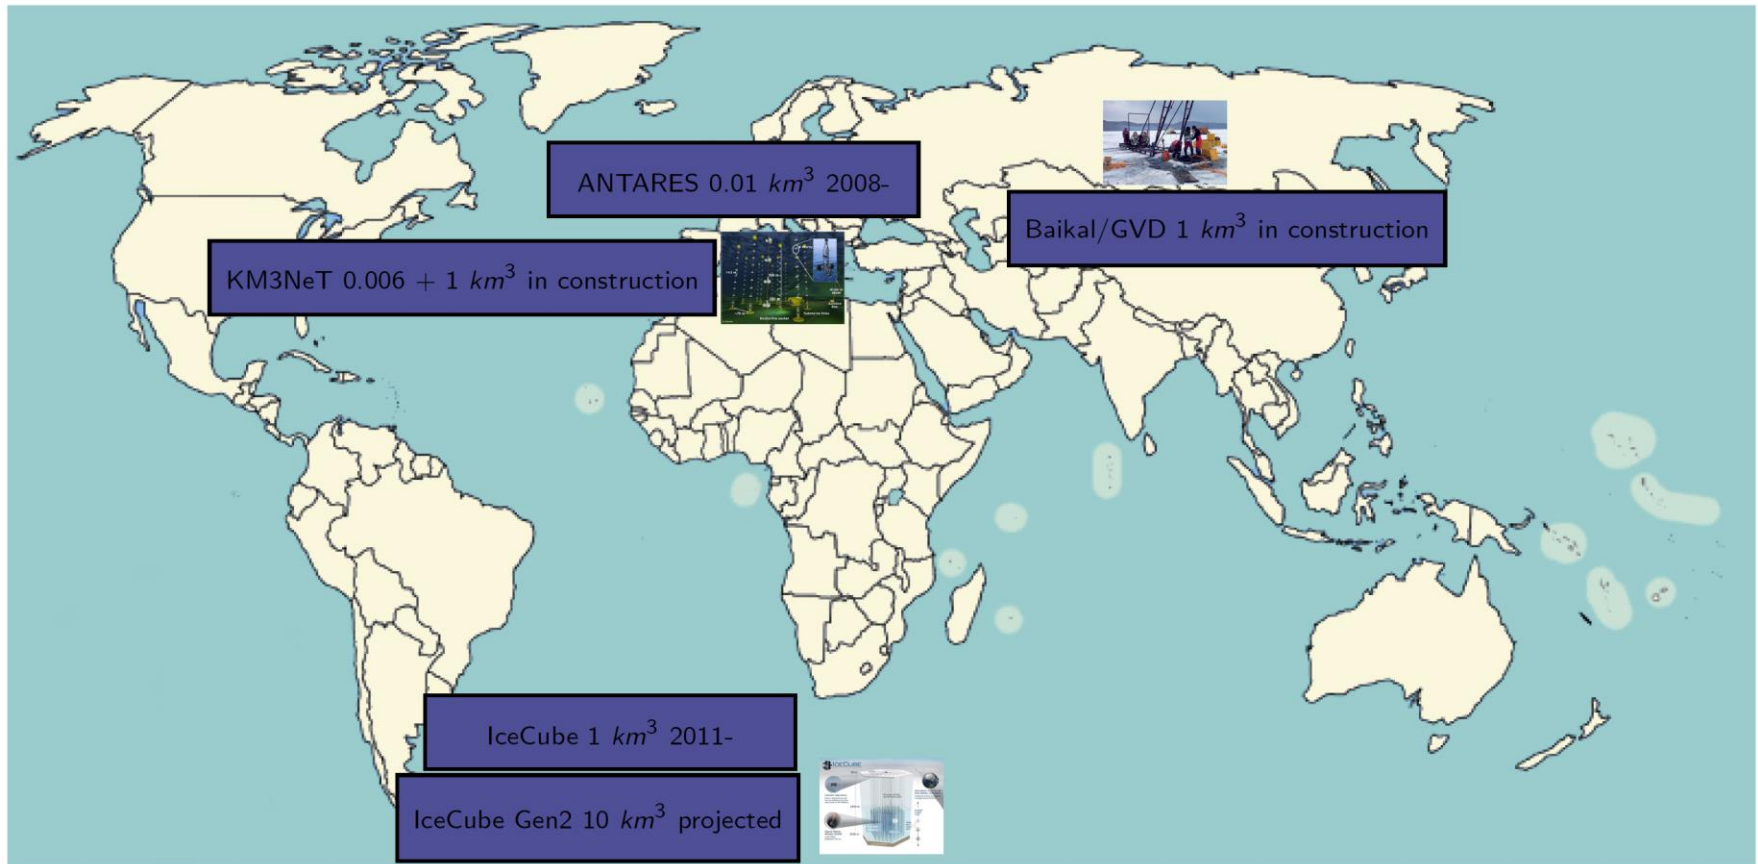 ANTARES 0.01 km³ 2008-
Baikal/GVD 1 km³ in construction
KM3NeT 0.006 + 1 km³ in construction
IceCube 1 km³ 2011-
ICECUBE
IceCube Gen2 10 km³ projected